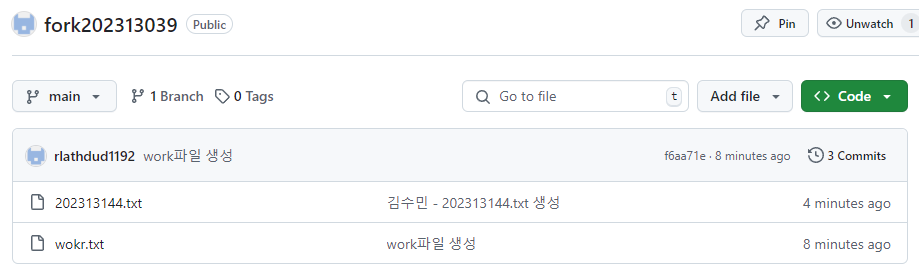 fork202313039 Public Pin Unwatch 1
main 1 Branch 0 Tags Go to file t Add file Code
rlathdud1192 work파일 생성 f6aa71e · 8 minutes ago 3 Commits
202313144.txt 김수민 - 202313144.txt 생성 4 minutes ago
wokr.txt work파일 생성 8 minutes ago